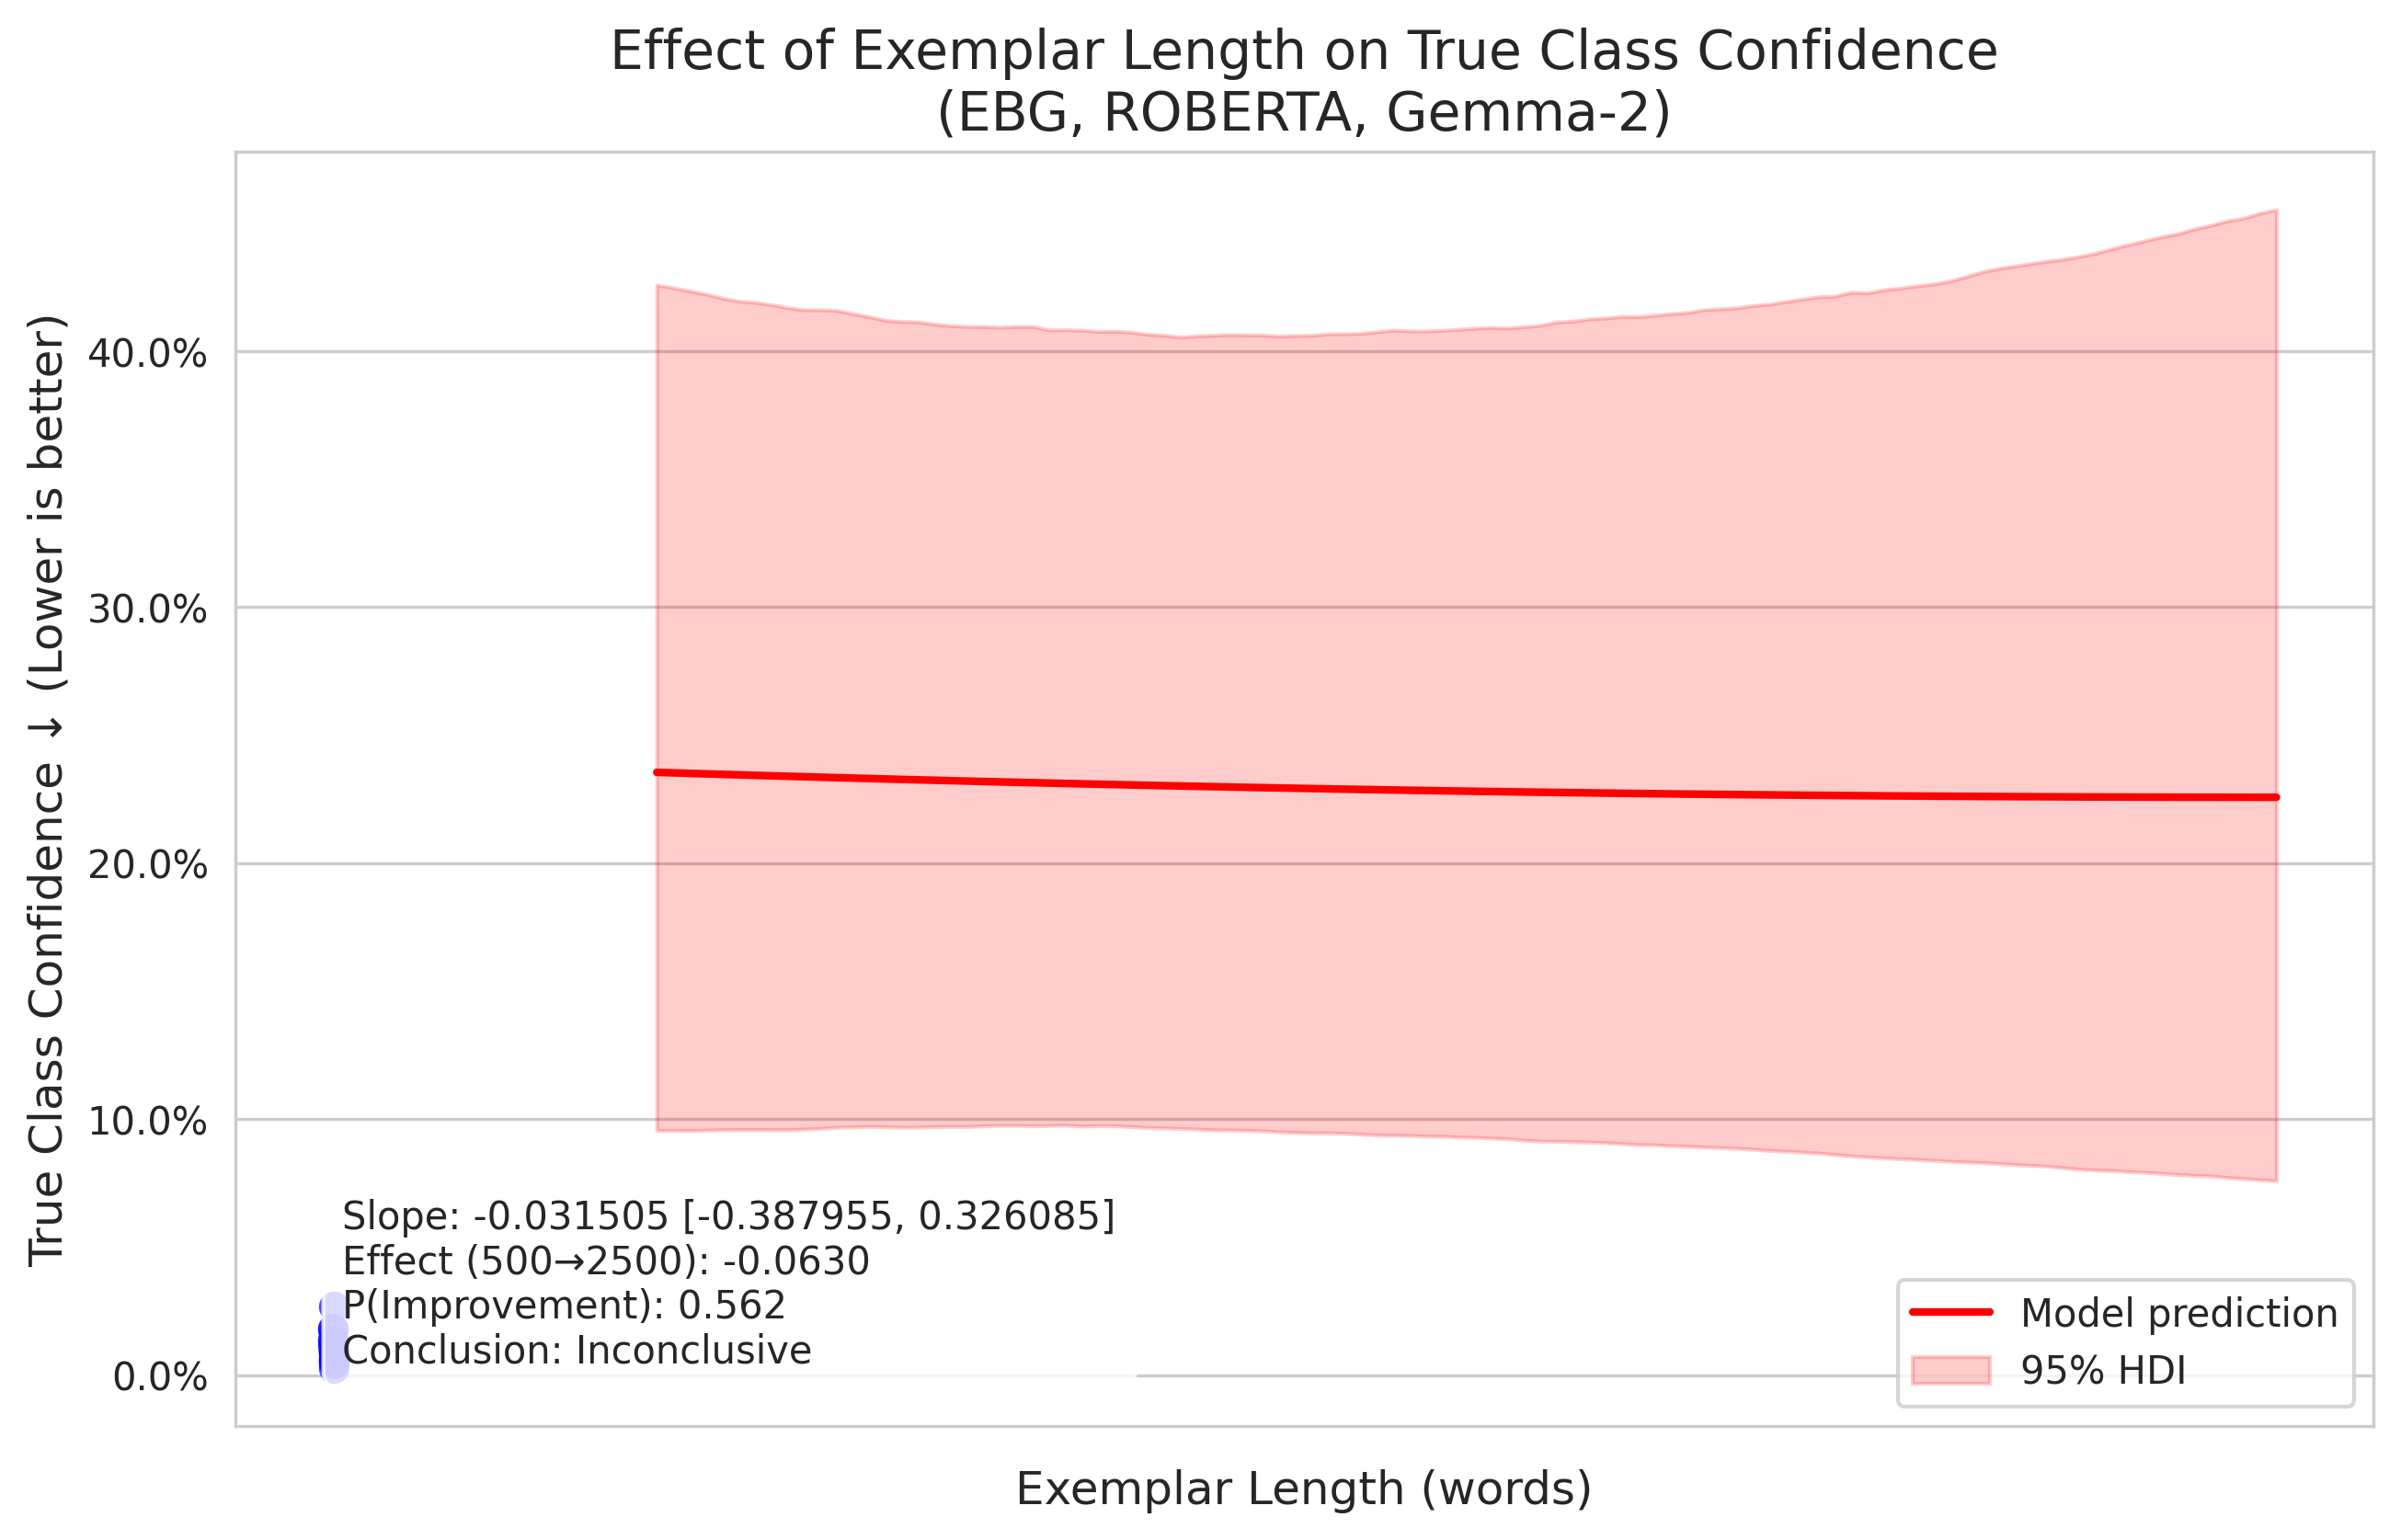 Effect of Exemplar Length on True Class Confidence
(EBG, ROBERTA, Gemma-2)
True Class Confidence ↓ (Lower is better)
40.0%
30.0%
20.0%
10.0%
0.0%
Slope: -0.031505 [-0.387955, 0.326085]
Effect (500→2500): -0.0630
P(Improvement): 0.562
Conclusion: Inconclusive
Model prediction
95% HDI
Exemplar Length (words)